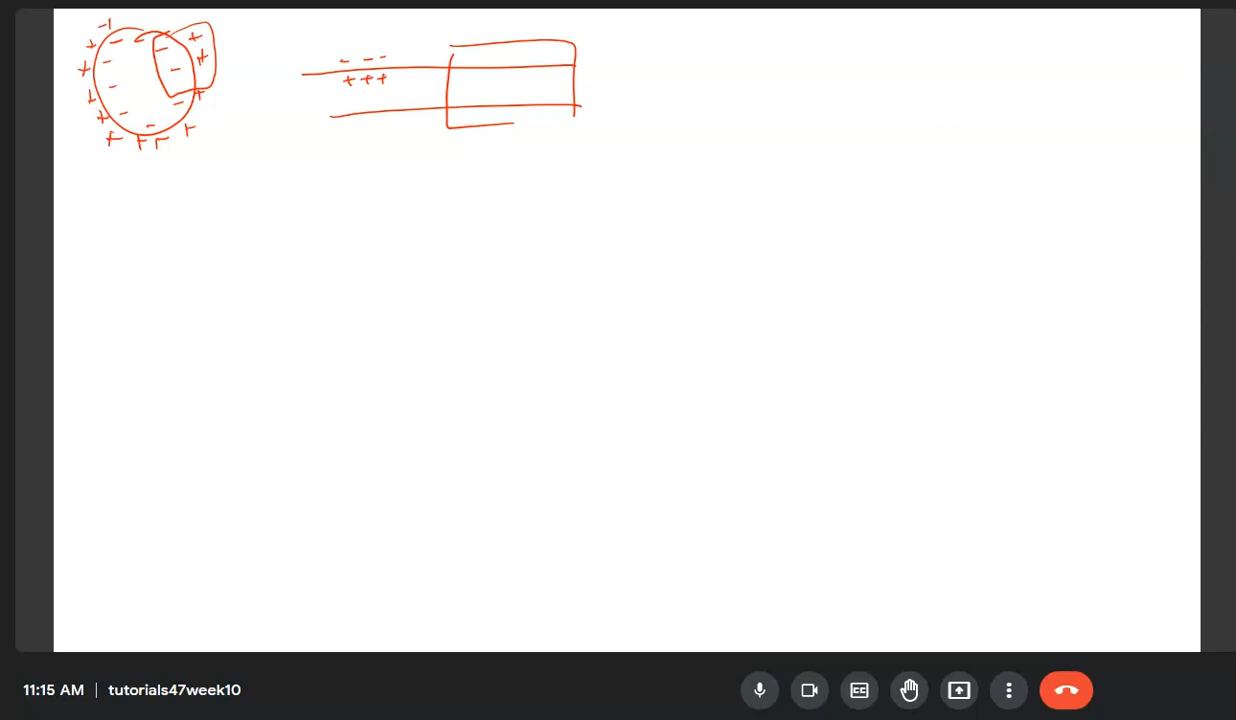 - - -
+ + +
11:15 AM | tutorials47week10